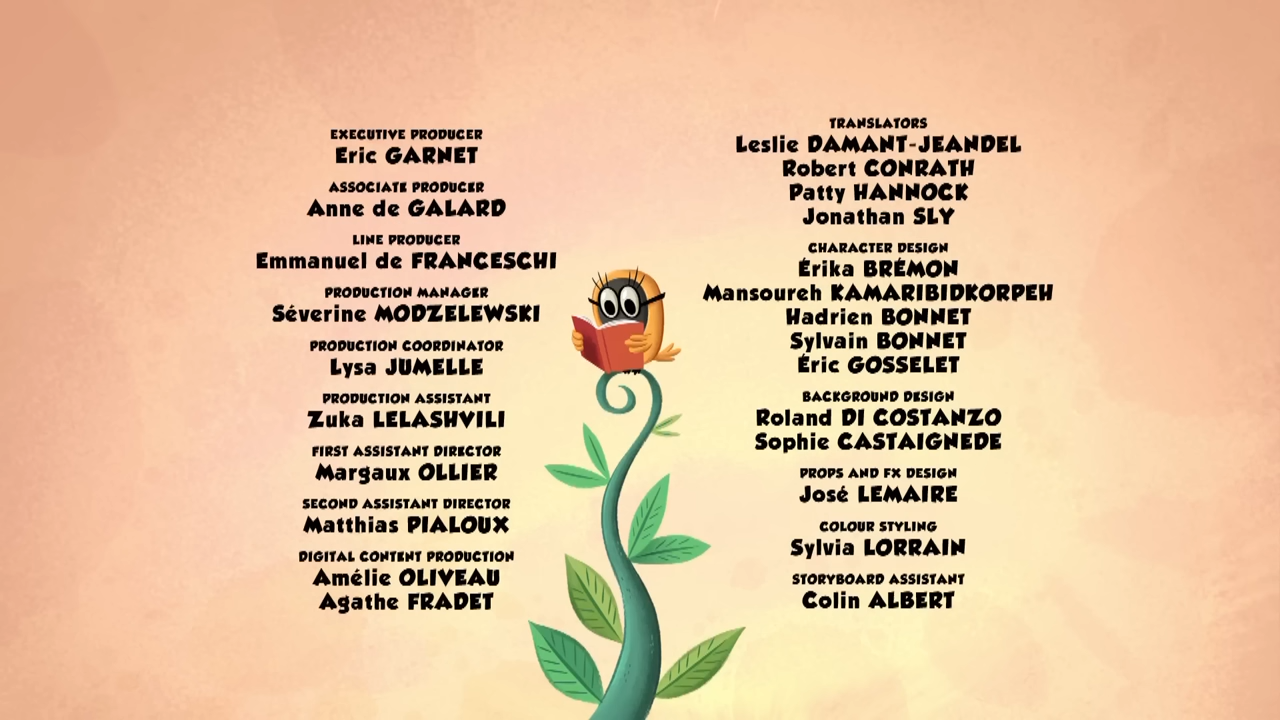 EXECUTIVE PRODUCER
Eric GARNET
ASSOCIATE PRODUCER
Anne de GALARD
LINE PRODUCER
Emmanuel de FRANCESCHI
PRODUCTION MANAGER
Séverine MODZELEWSKI
PRODUCTION COORDINATOR
Lysa JUMELLE
PRODUCTION ASSISTANT
Zuka LELASHVILI
FIRST ASSISTANT DIRECTOR
Margaux OLLIER
SECOND ASSISTANT DIRECTOR
Matthias PIALOUX
DIGITAL CONTENT PRODUCTION
Amélie OLIVEAU
Agathe FRADET
TRANSLATORS
Leslie DAMANT-JEANDEL
Robert CONRATH
Patty HANNOCK
Jonathan SLY
CHARACTER DESIGN
Érika BRÉMON
Mansoureh KAMARIBIDKORPEH
Hadrien BONNET
Sylvain BONNET
Éric GOSSELET
BACKGROUND DESIGN
Roland DI COSTANZO
Sophie CASTAIGNEDE
PROPS AND FX DESIGN
José LEMAIRE
COLOUR STYLING
Sylvia LORRAIN
STORYBOARD ASSISTANT
Colin ALBERT